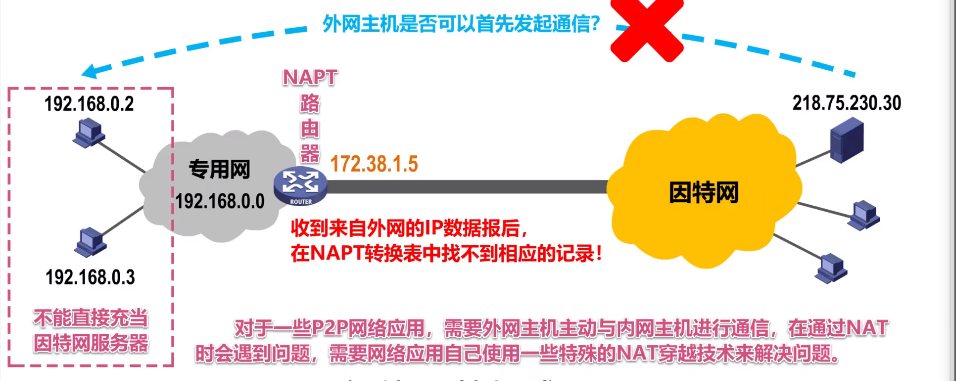 外网主机是否可以首先发起通信？
NAPT
路
由
器
192.168.0.2
218.75.230.30
172.38.1.5
专用网
192.168.0.0
ROUTER
因特网
收到来自外网的IP数据报后，
在NAPT转换表中找不到相应的记录！
192.168.0.3
不能直接充当
因特网服务器
对于一些P2P网络应用，需要外网主机主动与内网主机进行通信，在通过NAT
时会遇到问题，需要网络应用自己使用一些特殊的NAT穿越技术来解决问题。